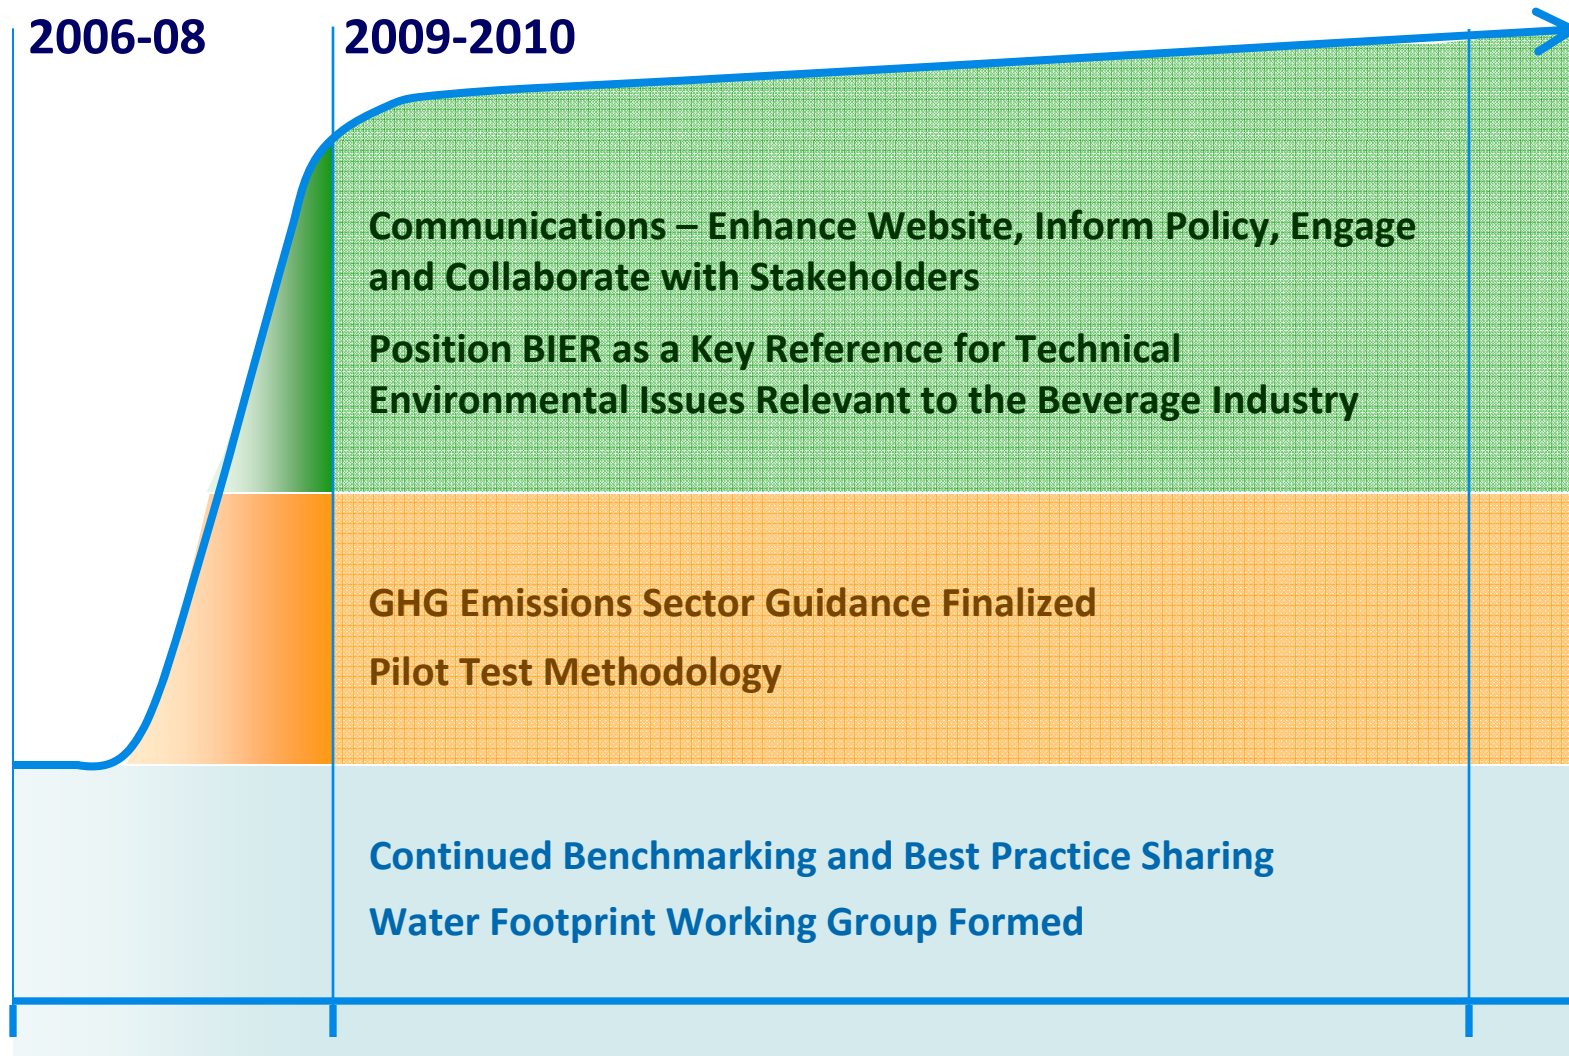 2006-08
2009-2010
Communications – Enhance Website, Inform Policy, Engage
and Collaborate with Stakeholders
Position BIER as a Key Reference for Technical
Environmental Issues Relevant to the Beverage Industry
GHG Emissions Sector Guidance Finalized
Pilot Test Methodology
Continued Benchmarking and Best Practice Sharing
Water Footprint Working Group Formed